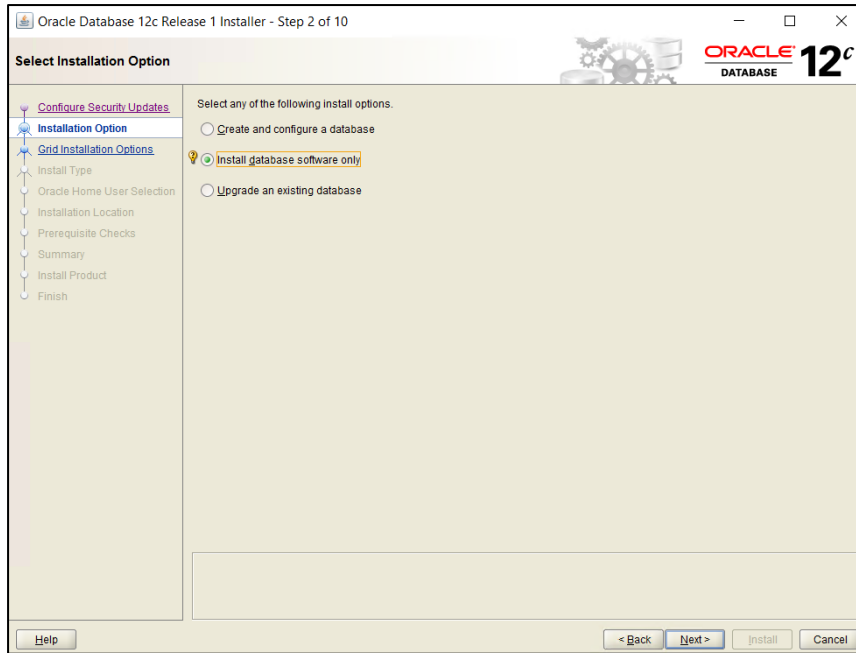 Oracle Database 12c Release 1 Installer - Step 2 of 10
Select Installation Option
ORACLE
DATABASE
12c
Configure Security Updates
Installation Option
Grid Installation Options
Install Type
Oracle Home User Selection
Installation Location
Prerequisite Checks
Summary
Install Product
Finish
Select any of the following install options.
Create and configure a database
Install database software only
Upgrade an existing database
Help
< Back
Next >
Install
Cancel